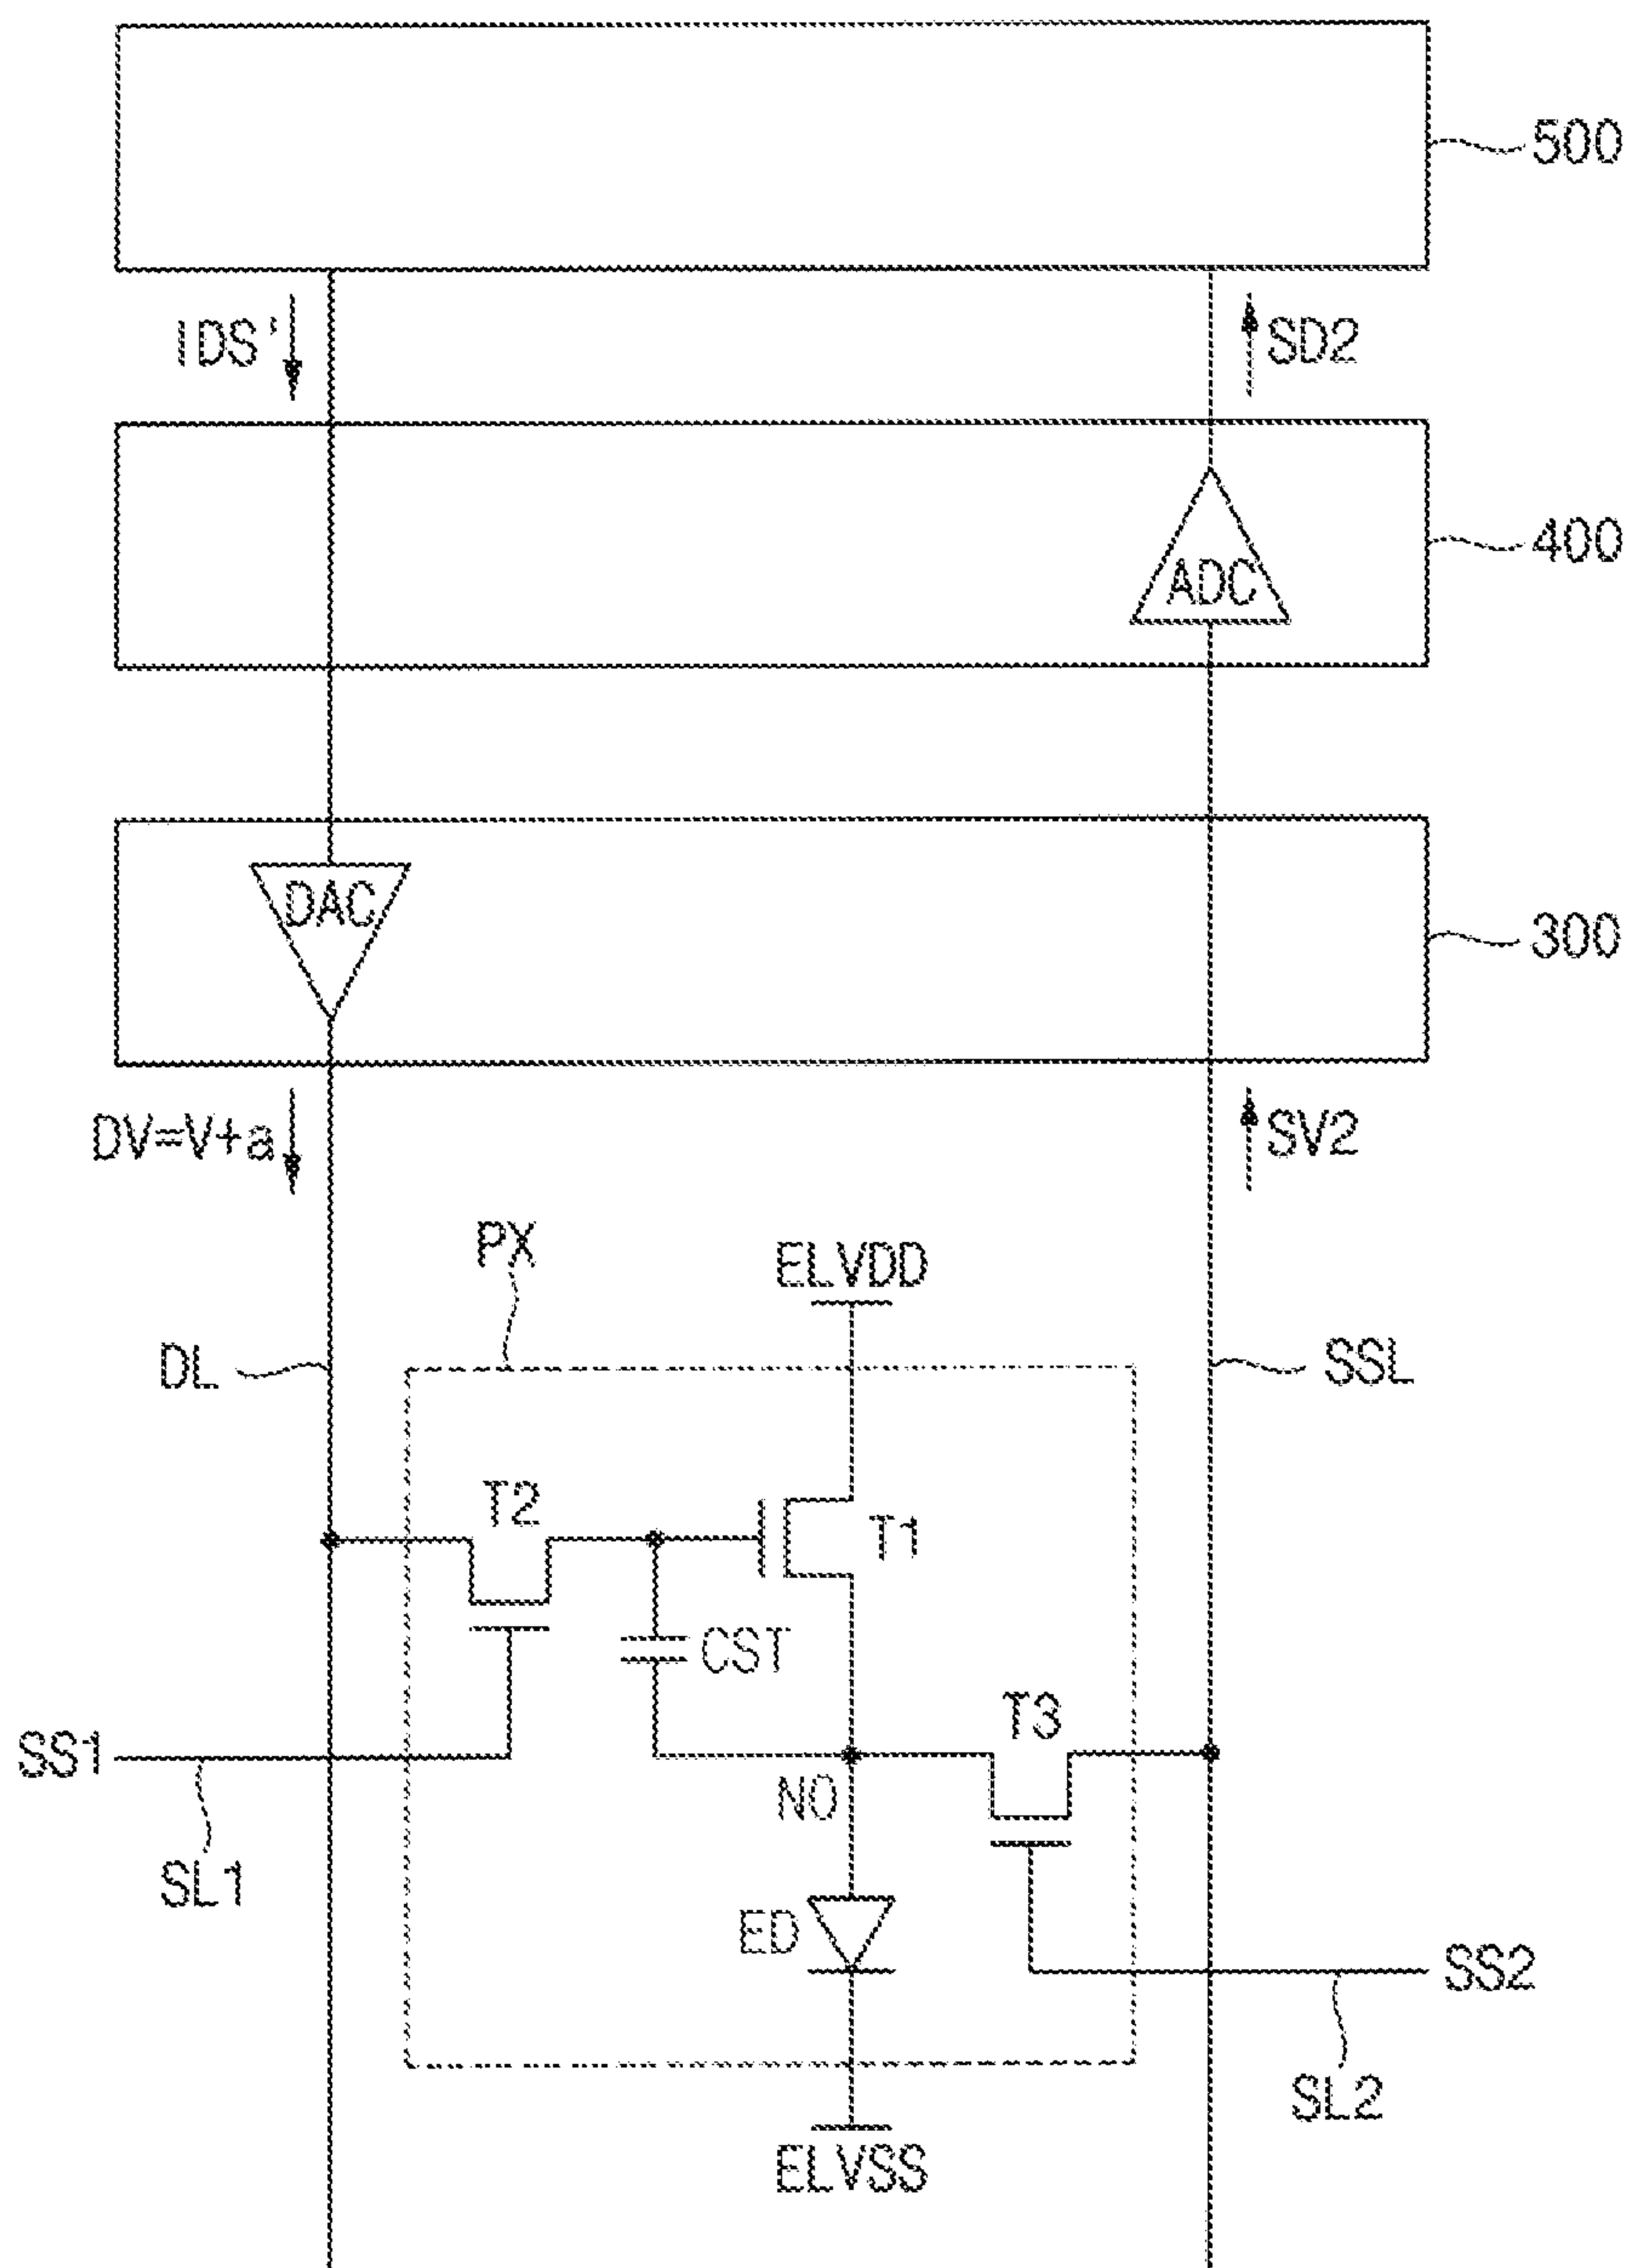 500
IDS'
SD2
400
ADC
300
DAC
DV=V+a
SV2
PX
ELVDD
DL
SSL
T2
T1
CST
T3
SS1
NO
SL1
ED
SS2
SL2
ELVSS